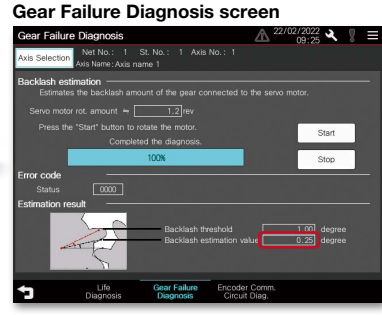 Gear Failure Diagnosis screen
Gear Failure Diagnosis
22/02/2022
09:25
Axis Selection
Net No.: 1 St. No.: 1 Axis No.: 1
Axis Name:Axis name 1
Backlash estimation
Estimates the backlash amount of the gear connected to the servo motor.
Servo motor rot. amount ≒ 1.2 rev
Press the "Start" button to rotate the motor.
Start
Completed the diagnosis.
100%
Stop
Error code
Status 0000
Estimation result
Backlash threshold 1.00 degree
Backlash estimation value 0.25 degree
Life
Diagnosis
Gear Failure
Diagnosis
Encoder Comm.
Circuit Diag.